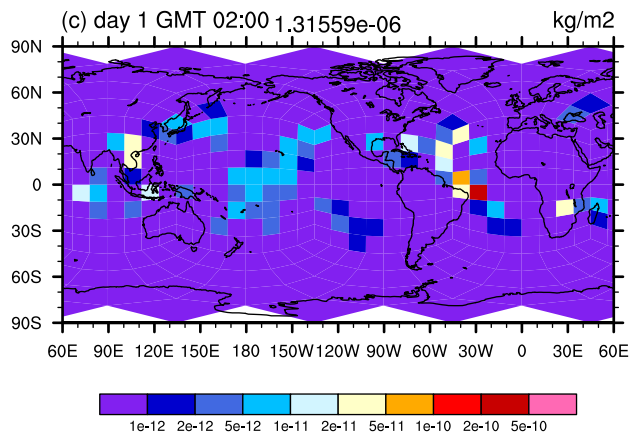 (c) day 1 GMT 02:00 1.31559e-06 kg/m2
90N
60N
30N
0
30S
60S
90S
60E 90E 120E 150E 180 150W 120W 90W 60W 30W 0 30E 60E
1e-12 2e-12 5e-12 1e-11 2e-11 5e-11 1e-10 2e-10 5e-10